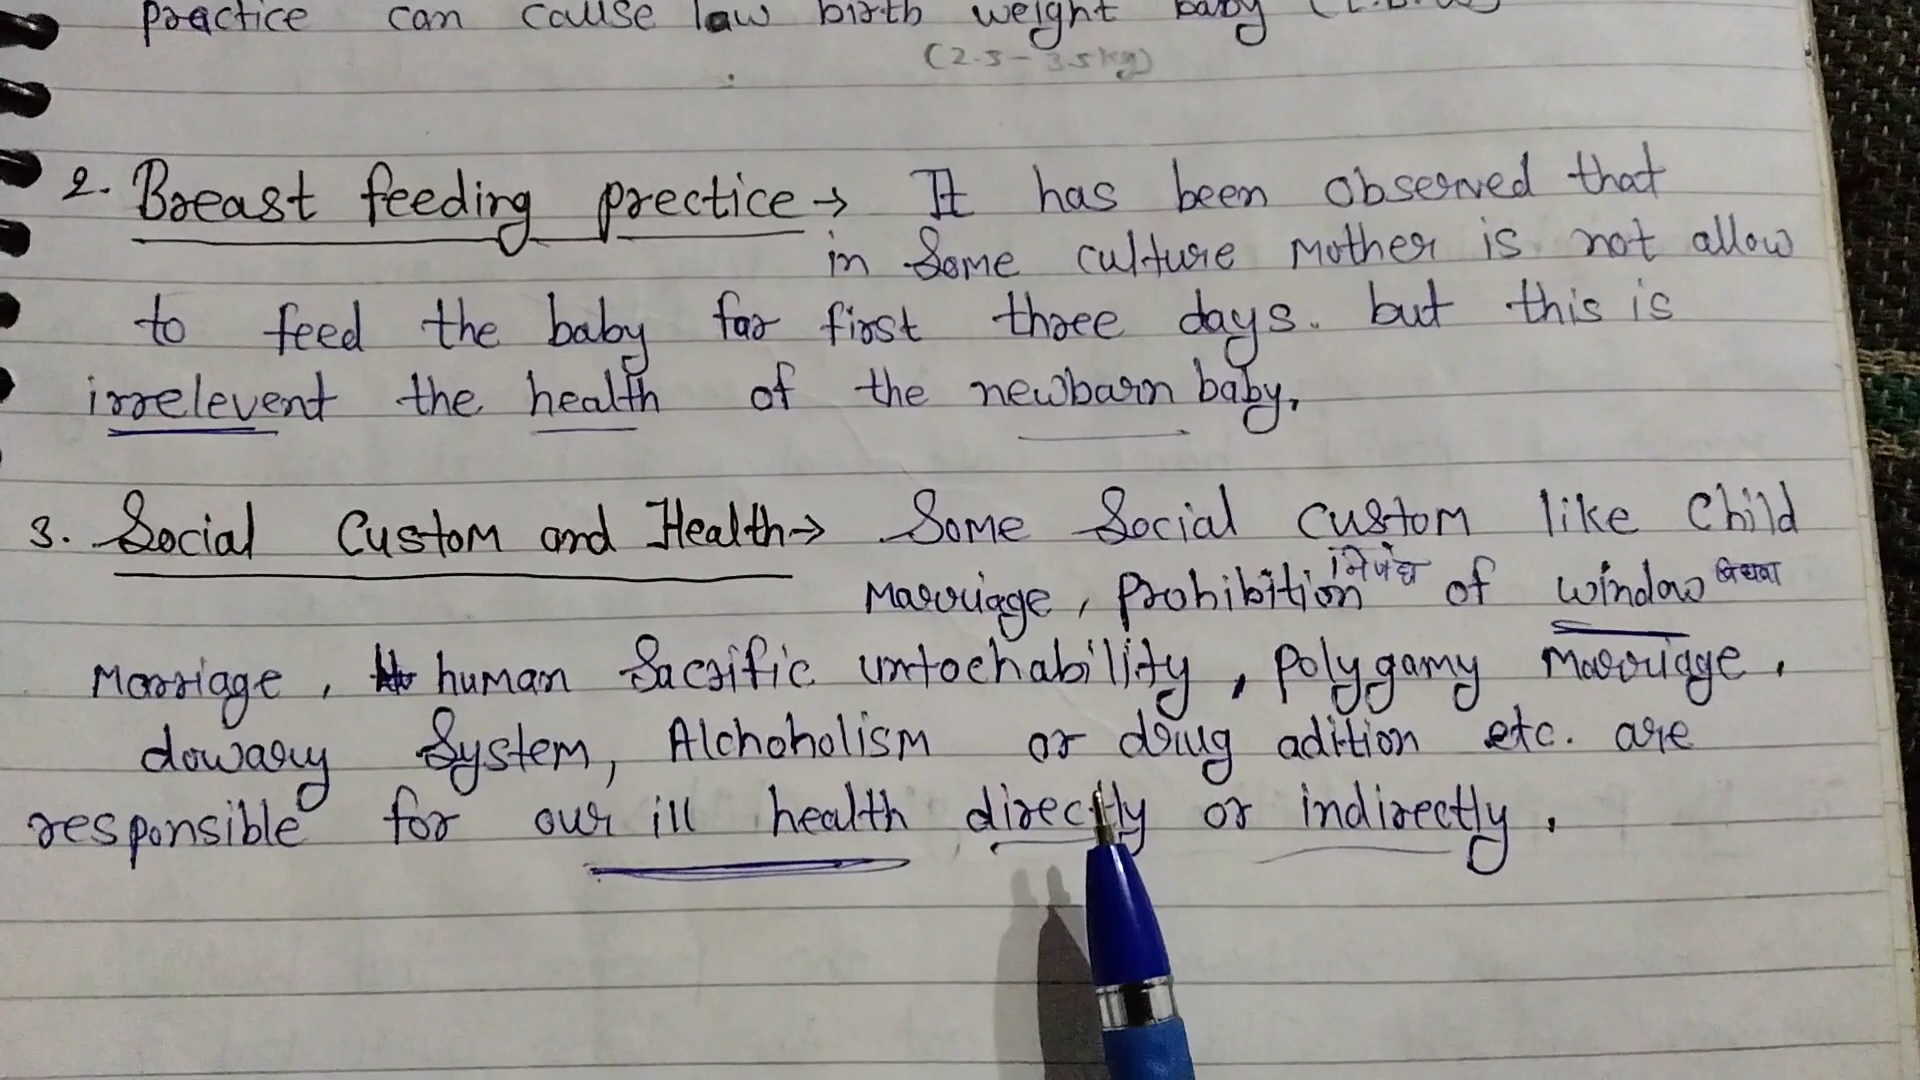 practice can cause law birth weight baby
(2.5 - 3.5 kg)
2. Breast feeding prectice → It has been observed that
in Some culture mother is not allow
to feed the baby far first three days. but this is
irrelevent the health of the newbarn baby,
3. Social Custom and Health → Some Social custom like child
निषेध
marriage, prohibition of window विधवा
marriage, human Sacrific untochability, polygamy marriage,
dowary System, Alchoholism or drug adition etc. are
responsible for our ill health directly or indirectly.